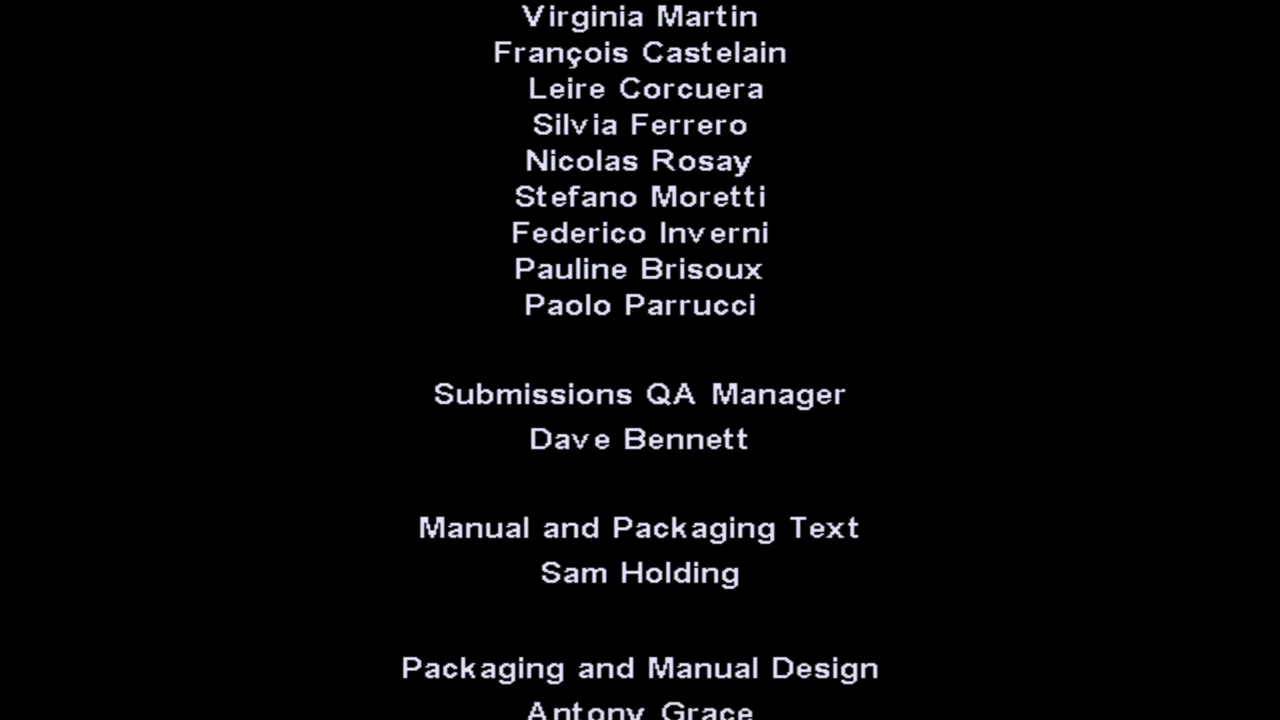 Virginia Martin
François Castelain
Leire Corcuera
Silvia Ferrero
Nicolas Rosay
Stefano Moretti
Federico Inverni
Pauline Brisoux
Paolo Parrucci
Submissions QA Manager
Dave Bennett
Manual and Packaging Text
Sam Holding
Packaging and Manual Design
Antony Grace